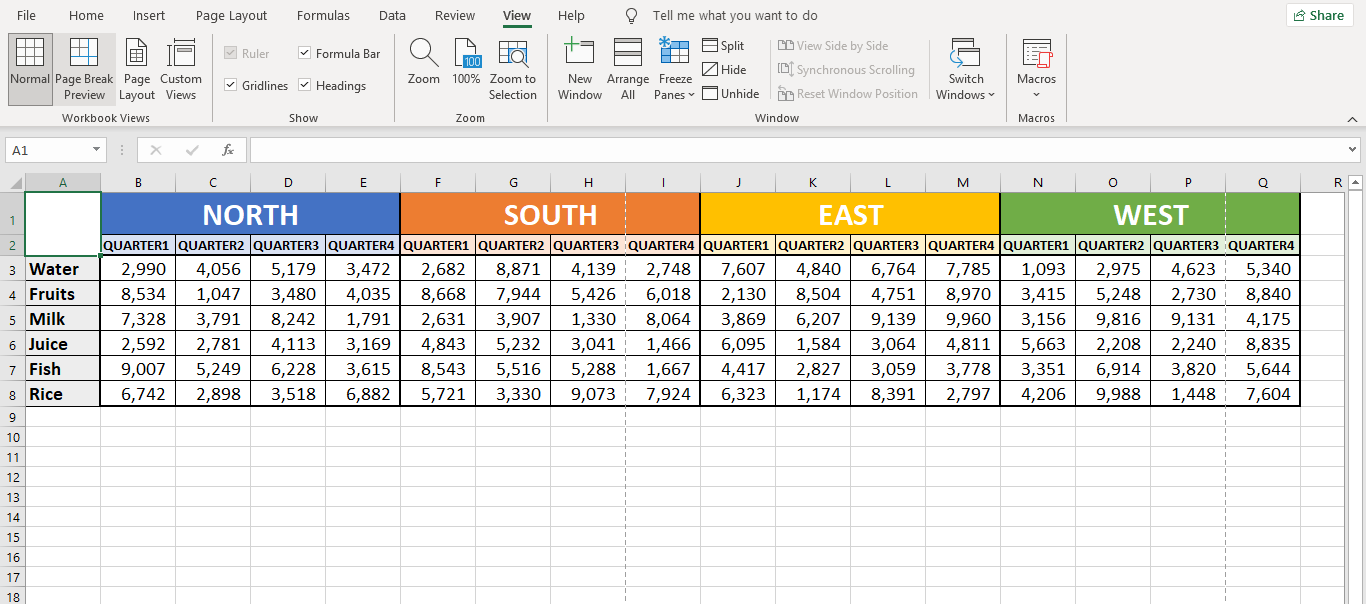 File Home Insert Page Layout Formulas Data Review View Help Tell me what you want to do Share
Normal Page Break Preview Page Layout Custom Views
Workbook Views
Ruler Formula Bar
Gridlines Headings
Show
Zoom 100% Zoom to Selection
100
Zoom
New Window Arrange All Freeze Panes
Split
Hide
Unhide
View Side by Side
Synchronous Scrolling
Reset Window Position
Switch Windows
Window
Macros
Macros
A1 fx
A B C D E F G H I J K L M N O P Q R
1 NORTH SOUTH EAST WEST
2 QUARTER1 QUARTER2 QUARTER3 QUARTER4 QUARTER1 QUARTER2 QUARTER3 QUARTER4 QUARTER1 QUARTER2 QUARTER3 QUARTER4 QUARTER1 QUARTER2 QUARTER3 QUARTER4
3 Water 2,990 4,056 5,179 3,472 2,682 8,871 4,139 2,748 7,607 4,840 6,764 7,785 1,093 2,975 4,623 5,340
4 Fruits 8,534 1,047 3,480 4,035 8,668 7,944 5,426 6,018 2,130 8,504 4,751 8,970 3,415 5,248 2,730 8,840
5 Milk 7,328 3,791 8,242 1,791 2,631 3,907 1,330 8,064 3,869 6,207 9,139 9,960 3,156 9,816 9,131 4,175
6 Juice 2,592 2,781 4,113 3,169 4,843 5,232 3,041 1,466 6,095 1,584 3,064 4,811 5,663 2,208 2,240 8,835
7 Fish 9,007 5,249 6,228 3,615 8,543 5,516 5,288 1,667 4,417 2,827 3,059 3,778 3,351 6,914 3,820 5,644
8 Rice 6,742 2,898 3,518 6,882 5,721 3,330 9,073 7,924 6,323 1,174 8,391 2,797 4,206 9,988 1,448 7,604
9
10
11
12
13
14
15
16
17
18